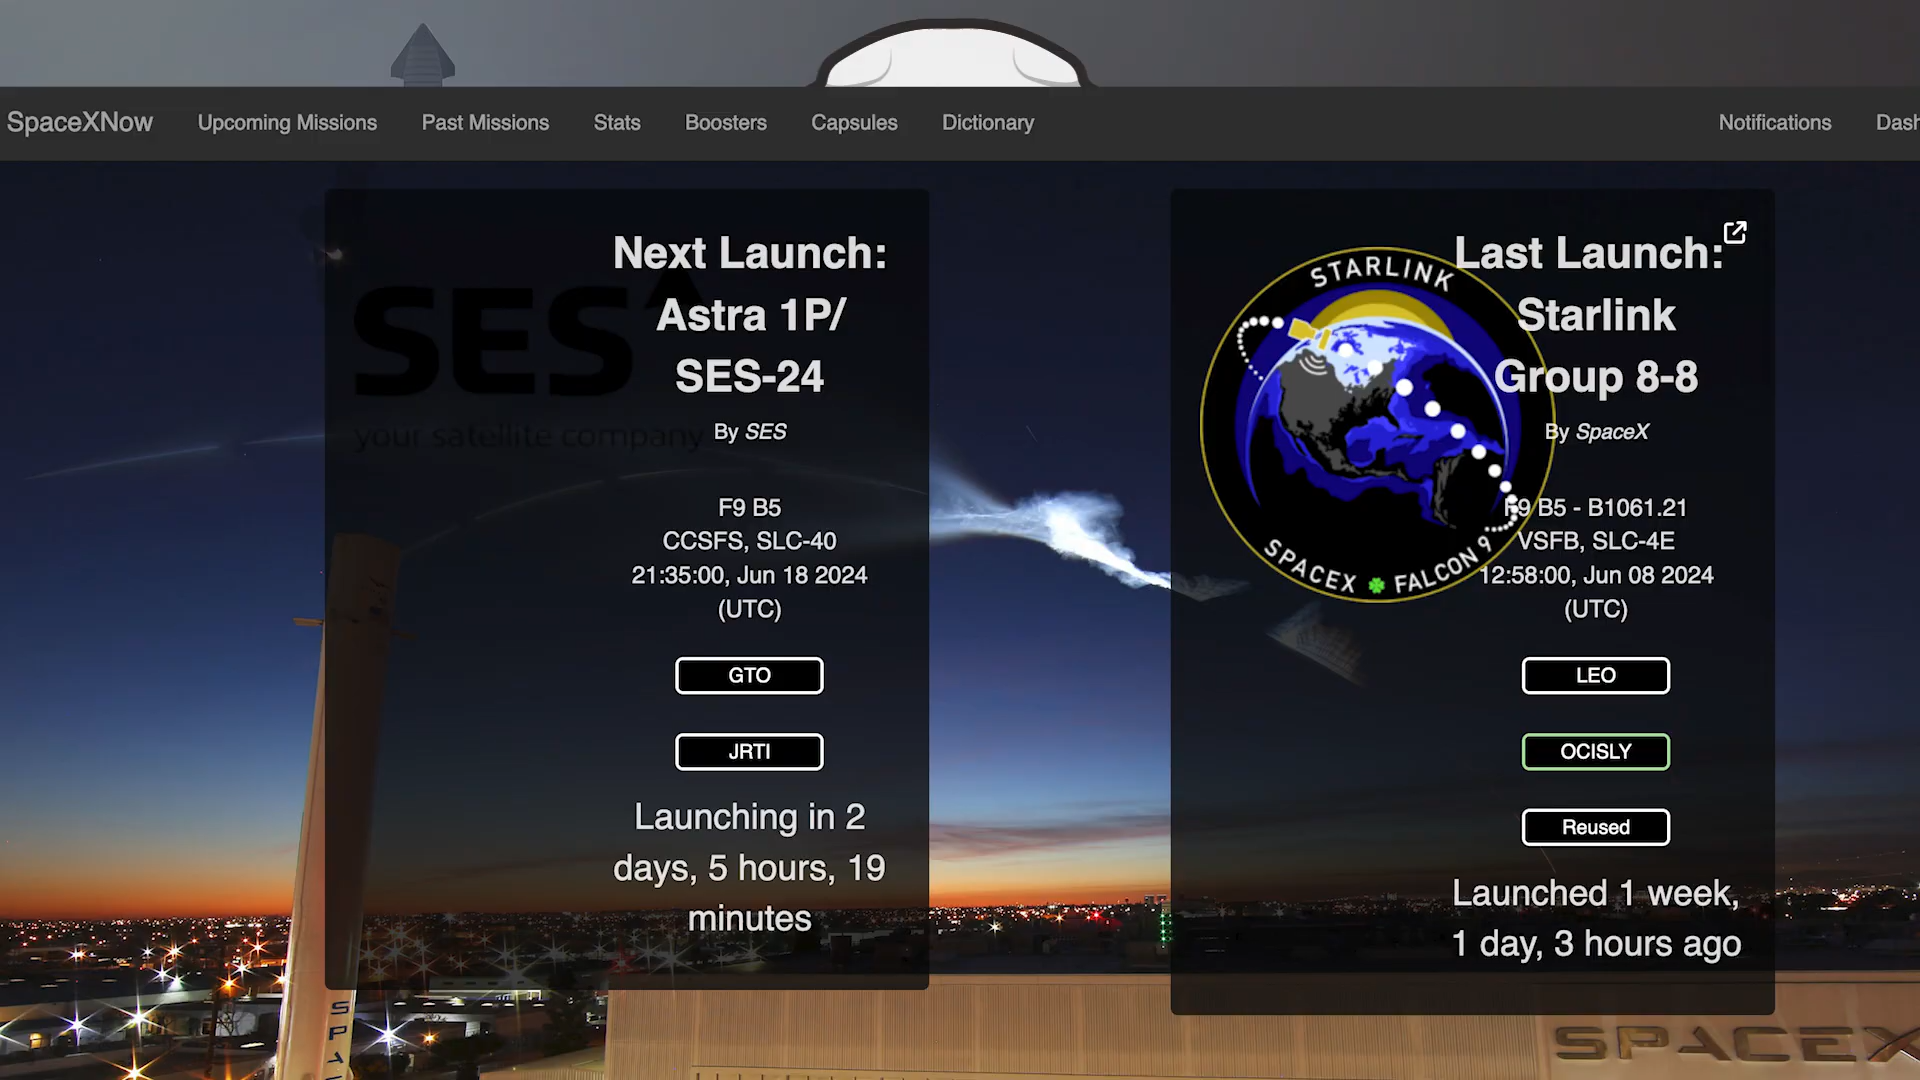 SpaceXNow Upcoming Missions Past Missions Stats Boosters Capsules Dictionary Notifications
Next Launch:
Astra 1P/
SES-24
By SES
F9 B5
CCSFS, SLC-40
21:35:00, Jun 18 2024
(UTC)
GTO
JRTI
Launching in 2
days, 5 hours, 19
minutes
SES
your satellite company
Last Launch:
Starlink
Group 8-8
By SpaceX
F9 B5 - B1061.21
VSFB, SLC-4E
12:58:00, Jun 08 2024
(UTC)
LEO
OCISLY
Reused
Launched 1 week,
1 day, 3 hours ago
STARLINK
SPACEX FALCON 9
SPA
SPACEX